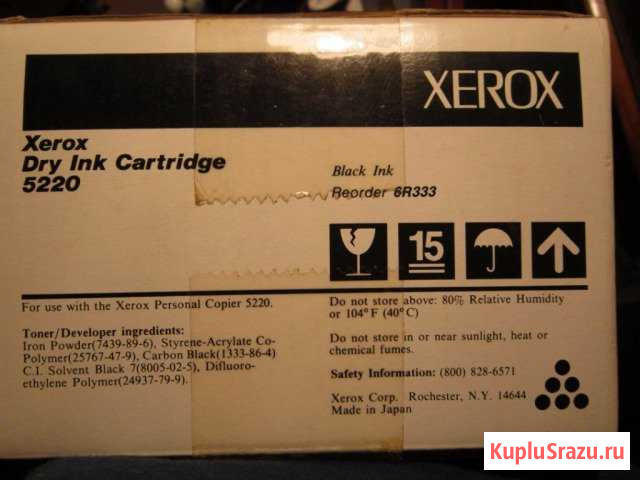 XEROX
Xerox
Dry Ink Cartridge
5220
Black Ink
Reorder 6R333
15
For use with the Xerox Personal Copier 5220.
Toner/Developer ingredients:
Iron Powder(7439-89-6), Styrene-Acrylate Co-
Polymer(25767-47-9), Carbon Black(1333-86-4)
C.I. Solvent Black 7(8005-02-5), Difluoro-
ethylene Polymer(24937-79-9).
Do not store above: 80% Relative Humidity
or 104°F (40°C)
Do not store in or near sunlight, heat or
chemical fumes.
Safety Information: (800) 828-6571
Xerox Corp. Rochester, N.Y. 14644
Made in Japan
KupluSrazu.ru